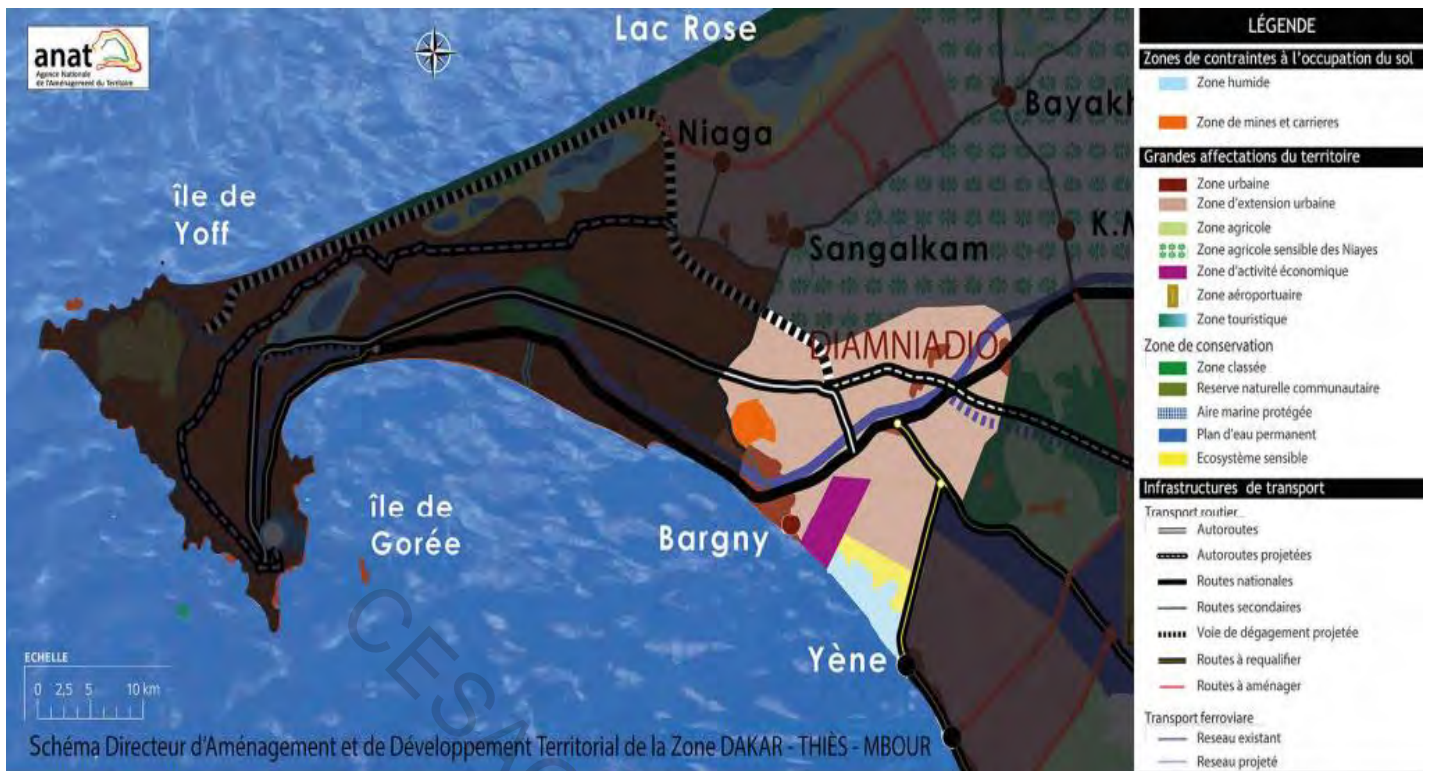 anat
Agence Nationale
de l'Aménagement du Territoire
Lac Rose
Niaga
Bayakh
île de
Yoff
Sangalkam
K.M
DIAMNIADIO
île de
Gorée
Bargny
Yène
CESAG
ECHELLE
0 2,5 5 10 km
Schéma Directeur d'Aménagement et de Développement Territorial de la Zone DAKAR - THIÈS - MBOUR
LÉGENDE
Zones de contraintes à l'occupation du sol
Zone humide
Zone de mines et carrieres
Grandes affectations du territoire
Zone urbaine
Zone d'extension urbaine
Zone agricole
Zone agricole sensible des Niayes
Zone d'activité économique
Zone aéroportuaire
Zone touristique
Zone de conservation
Zone classée
Reserve naturelle communautaire
Aire marine protégée
Plan d'eau permanent
Ecosystème sensible
Infrastructures de transport
Transport routier
Autoroutes
Autoroutes projetées
Routes nationales
Routes secondaires
Voie de dégagement projetée
Routes à requalifier
Routes à aménager
Transport ferroviare
Reseau existant
Reseau projeté